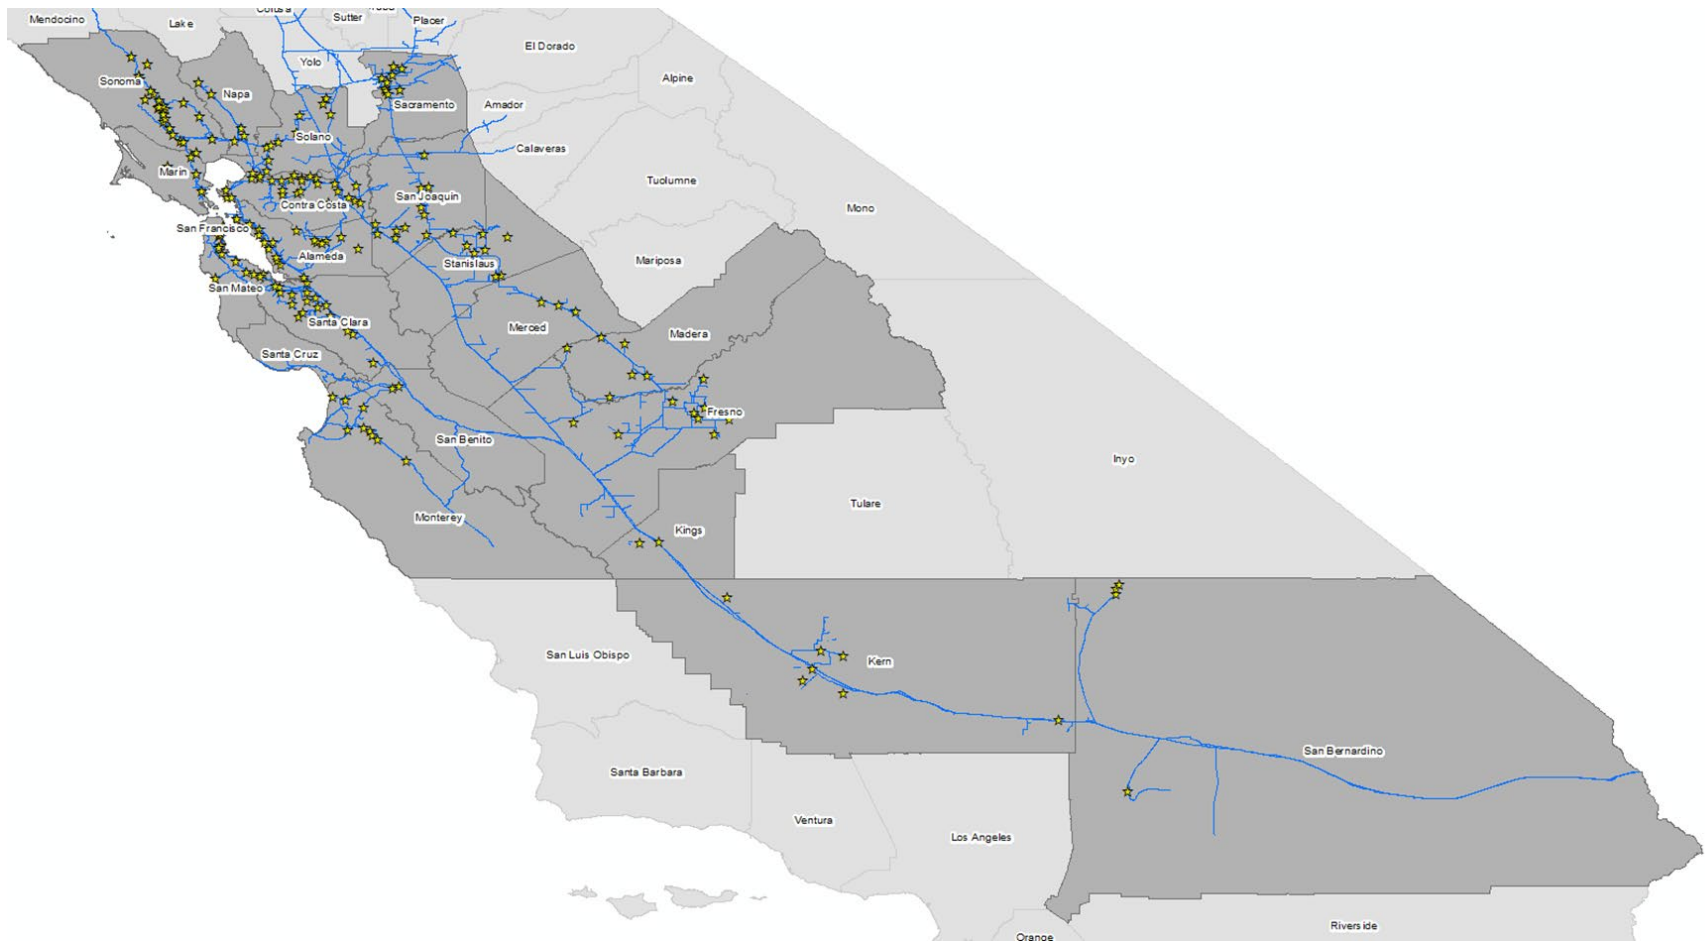 Mendocino
Lake
Colusa
Sutter
Placer
El Dorado
Yolo
Alpine
Sonoma
Napa
Sacramento
Amador
Solano
Calaveras
Marin
Tuolumne
San Joaquin
Contra Costa
Mono
San Francisco
Alameda
Stanislaus
Mariposa
San Mateo
Santa Clara
Merced
Madera
Santa Cruz
Fresno
San Benito
Inyo
Tulare
Monterey
Kings
San Luis Obispo
Kern
San Bernardino
Santa Barbara
Ventura
Los Angeles
Riverside
Orange